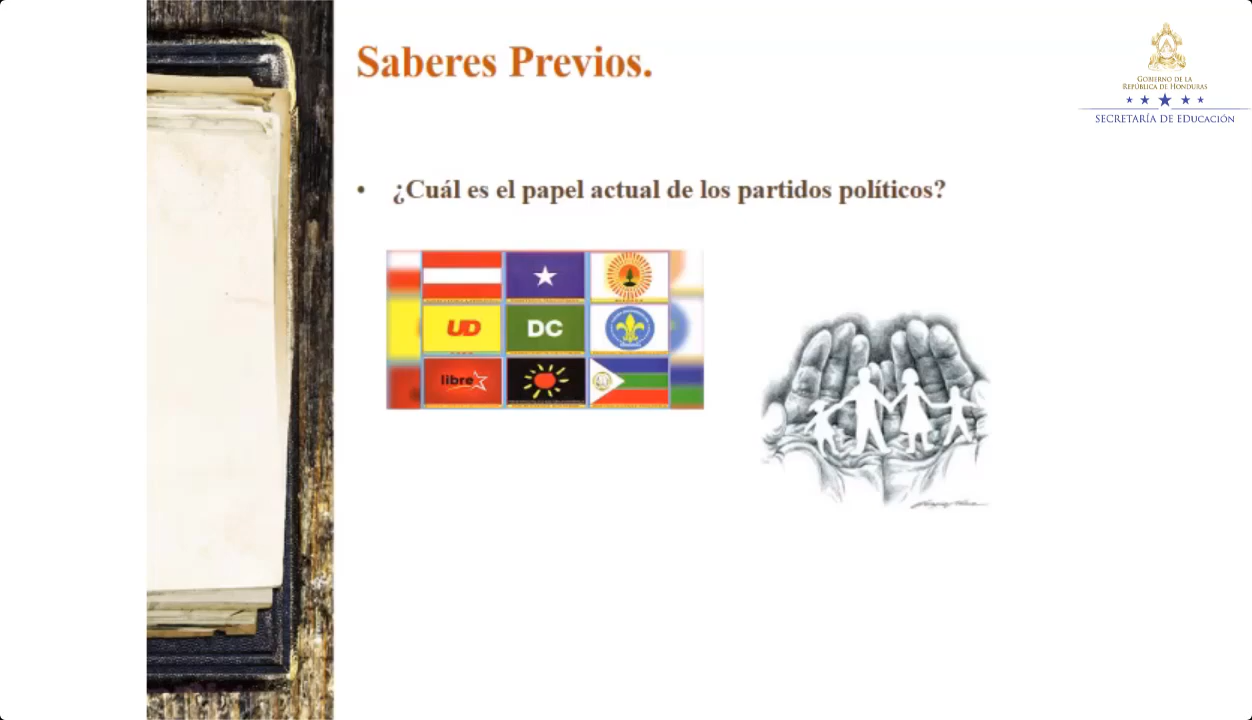 Saberes Previos.
GOBIERNO DE LA
REPÚBLICA DE HONDURAS
SECRETARÍA DE EDUCACIÓN
• ¿Cuál es el papel actual de los partidos políticos?
UD
DC
libre